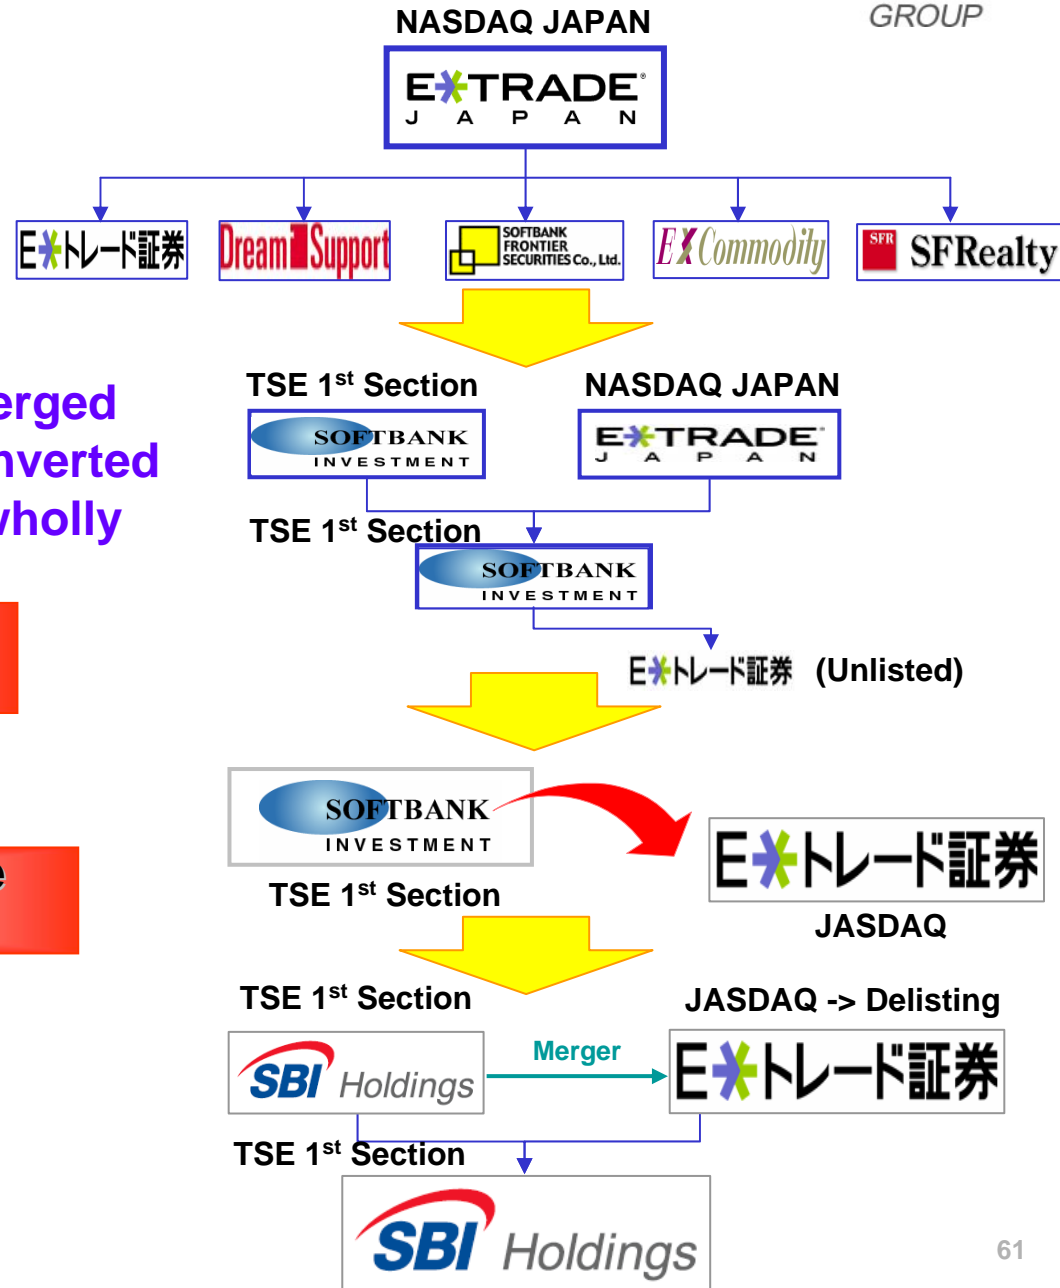 GROUP
NASDAQ JAPAN
E*TRADE®
JAPAN
E*トレード証券
Dream Support
SOFTBANK
FRONTIER
SECURITIES Co., Ltd.
EXCommodity
SFR
SFRealty
TSE 1st Section
NASDAQ JAPAN
SOFTBANK
INVESTMENT
E*TRADE
JAPAN
erged
nverted
wholly
TSE 1st Section
SOFTBANK
INVESTMENT
E*トレード証券 (Unlisted)
SOFTBANK
INVESTMENT
TSE 1st Section
E*トレード証券
JASDAQ
e
TSE 1st Section
JASDAQ -> Delisting
SBI Holdings
Merger
E*トレード証券
TSE 1st Section
SBI Holdings
61